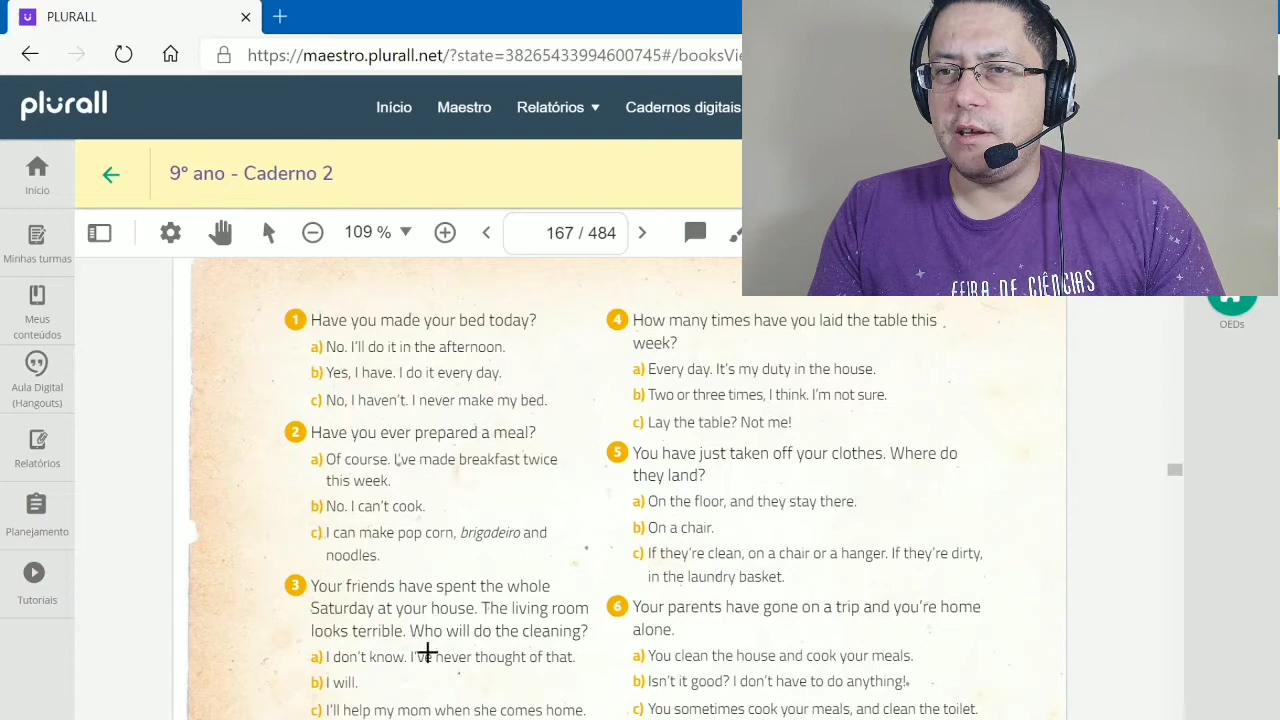 PLURALL
https://maestro.plurall.net/?state=38265433994600745#/booksVie
plurall
Início
Maestro
Relatórios
Cadernos digitais
9º ano - Caderno 2
109 %
167 / 484
Início
Minhas turmas
Meus
conteúdos
Aula Digital
(Hangouts)
Relatórios
Planejamento
Tutoriais
OEDs
FEIRA DE CIÊNCIAS
1 Have you made your bed today?
a) No. I'll do it in the afternoon.
b) Yes, I have. I do it every day.
c) No, I haven't. I never make my bed.
2 Have you ever prepared a meal?
a) Of course. I've made breakfast twice
this week.
b) No. I can't cook.
c) I can make pop corn, brigadeiro and
noodles.
3 Your friends have spent the whole
Saturday at your house. The living room
looks terrible. Who will do the cleaning?
a) I don't know. I've never thought of that.
b) I will.
c) I'll help my mom when she comes home.
4 How many times have you laid the table this
week?
a) Every day. It's my duty in the house.
b) Two or three times, I think. I'm not sure.
c) Lay the table? Not me!
5 You have just taken off your clothes. Where do
they land?
a) On the floor, and they stay there.
b) On a chair.
c) If they're clean, on a chair or a hanger. If they're dirty,
in the laundry basket.
6 Your parents have gone on a trip and you're home
alone.
a) You clean the house and cook your meals.
b) Isn't it good? I don't have to do anything!
c) You sometimes cook your meals, and clean the toilet.